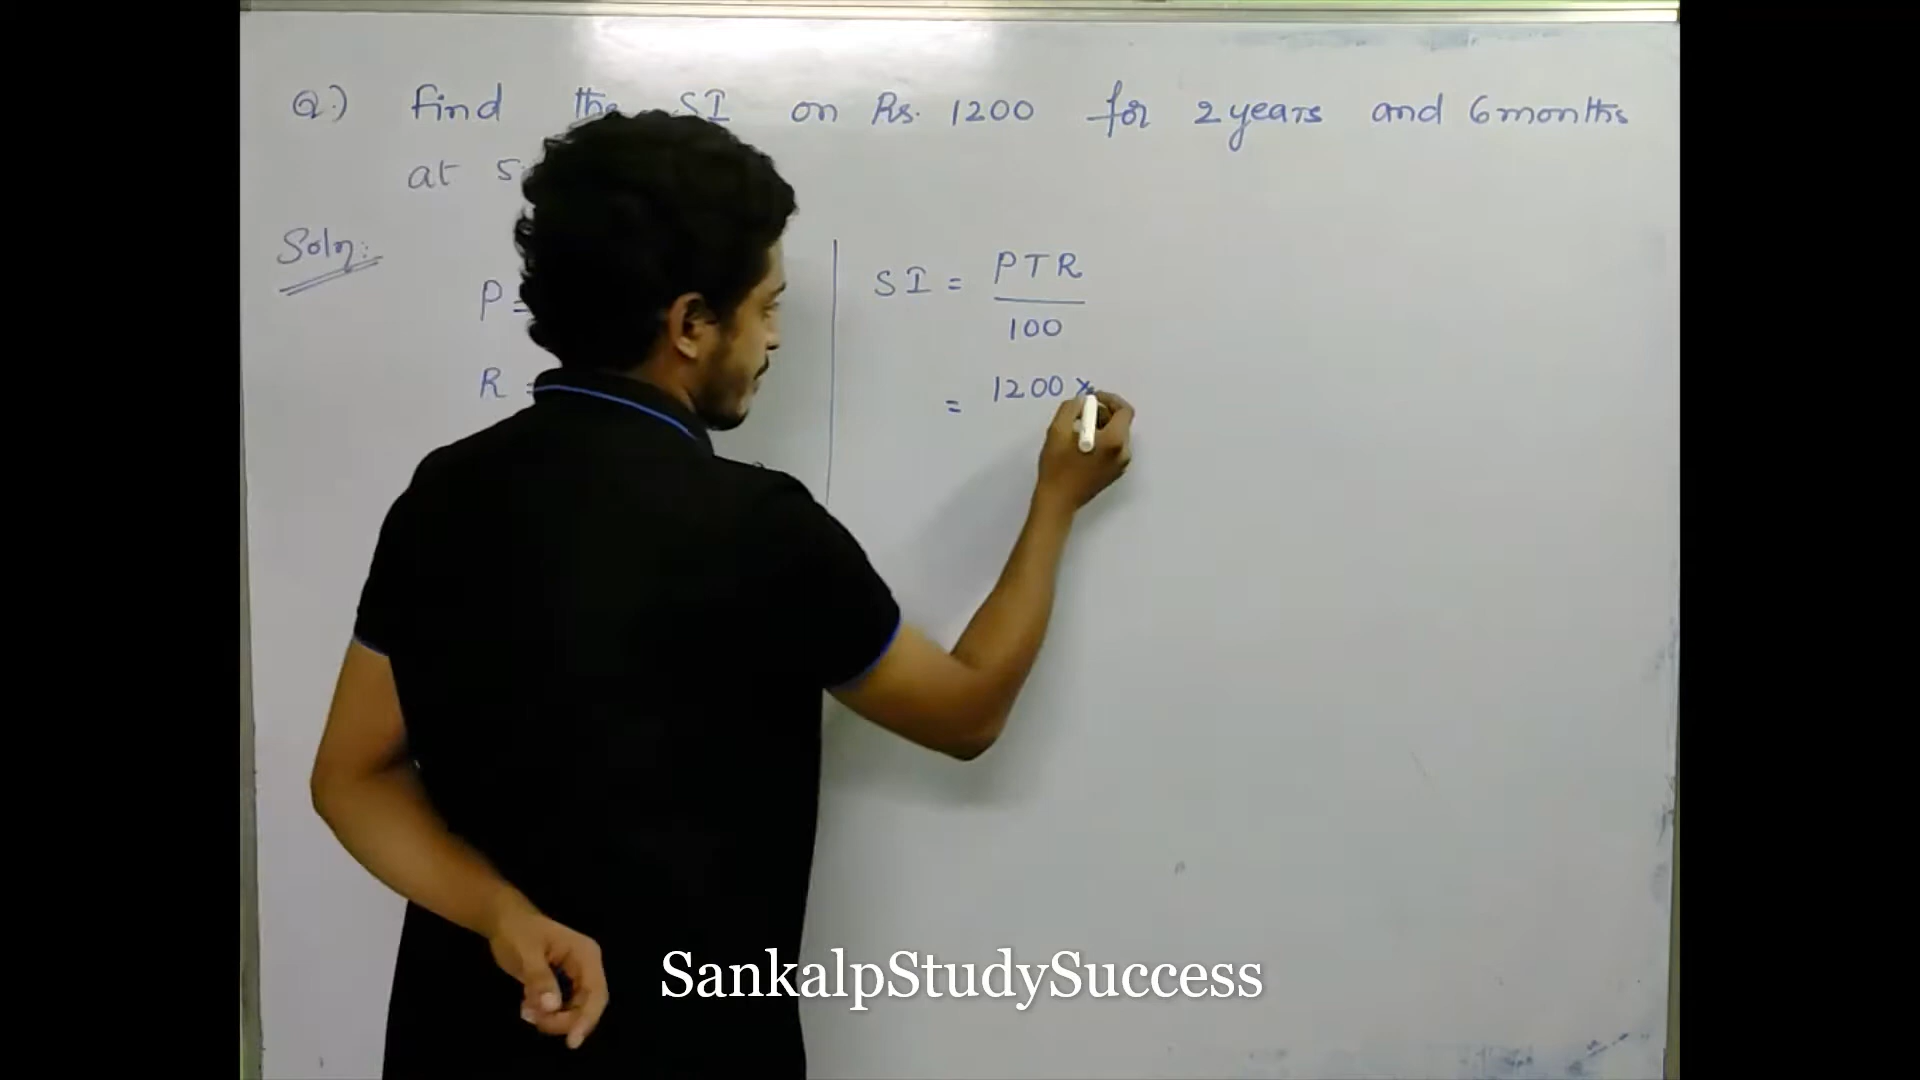 Q.) Find the SI on Rs. 1200 for 2 years and 6 months
at 5
Soln:
P =
R =
SI = PTR
100
= 1200 ×
SankalpStudySuccess